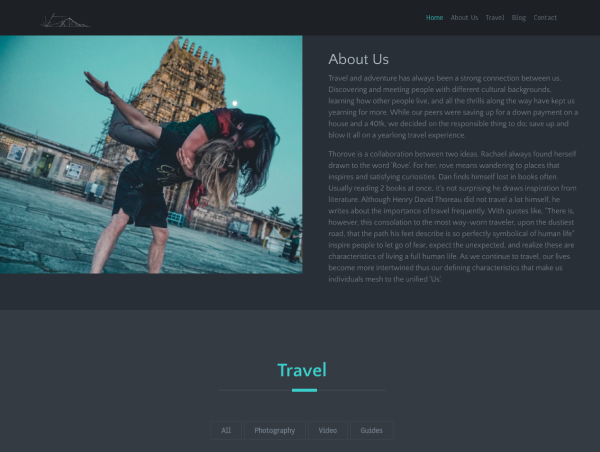 Home About Us Travel Blog Contact
About Us
Travel and adventure has always been a strong connection between us.
Discovering and meeting people with different cultural backgrounds,
learning how other people live, and all the thrills along the way have kept us
yearning for more. While our peers were saving up for a down payment on a
house and a 401k, we decided on the responsible thing to do; save up and
blow it all on a yearlong travel experience.
Thorove is a collaboration between two ideas. Rachael always found herself
drawn to the word 'Rove'. For her, rove means wandering to places that
inspires and satisfying curiosities. Dan finds himself lost in books often.
Usually reading 2 books at once, it's not surprising he draws inspiration from
literature. Although Henry David Thoreau did not travel a lot himself, he
writes about the importance of travel frequently. With quotes like, "There is,
however, this consolation to the most way-worn traveler, upon the dustiest
road, that the path his feet describe is so perfectly symbolical of human life"
inspire people to let go of fear, expect the unexpected, and realize these are
characteristics of living a full human life. As we continue to travel, our lives
become more intertwined thus our defining characteristics that make us
individuals mesh to the unified 'Us'.
Travel
All Photography Video Guides